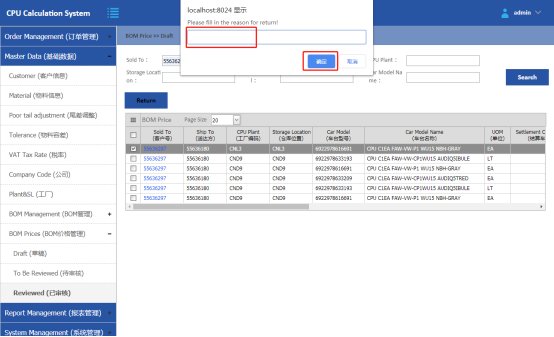 CPU Calculation System
admin
localhost:8024 显示
Please fill in the reason for return!
确定
取消
Order Management (订单管理)
Master Data (基础数据)
Customer (客户信息)
Material (物料信息)
Poor tail adjustment (尾差调整)
Tolerance (物料容差)
VAT Tax Rate (税率)
Company Code (公司)
Plant&SL (工厂)
BOM Management (BOM管理) +
BOM Prices (BOM价格管理) −
Draft (草稿)
To Be Reviewed (待审核)
Reviewed (已审核)
Report Management (报表管理)
System Management (系统管理)
BOM Price >> Draft
Sold To :
CPU Plant :
Storage Locati
on :
Car Model Na
me :
Search
Return
BOM Price Page Size 20
Sold To Ship To CPU Plant Storage Location Car Model Car Model Name UOM Settlement C
(客户号) (送达方) (工厂编码) (仓库位置) (车台型号) (车台名称) (单位)
55636297 55636180 CNL3 CNL3 6922978616691 CPU C1EA FAW-VW-P1 WU15 NBH-GRAY EA
55636297 55636180 CND9 CND9 6922978633193 CPU C1EA FAW-VW-CP1WU15 AUDIQ5IBULE LT
55636297 55636180 CND9 CND9 6922978616691 CPU C1EA FAW-VW-P1 WU15 NBH-GRAY EA
55636297 55636180 CND9 CND9 6922978633209 CPU C1EA FAW-VW-CP1WU15 AUDIQ5TRED EA
55636297 55636180 CND9 CND9 6922978633193 CPU C1EA FAW-VW-CP1WU15 AUDIQ5IBULE LT
55636297 55636180 CND9 CND9 6922978616691 CPU C1EA FAW-VW-P1 WU15 NBH-GRAY EA